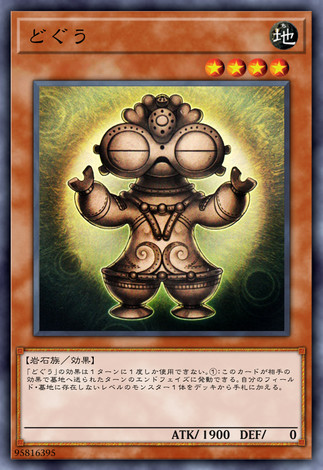 どぐう
地
【岩石族／効果】
「どぐう」の効果は１ターンに１度しか使用できない。①：このカードが相手の
効果で墓地へ送られたターンのエンドフェイズに発動できる。自分のフィール
ド・墓地に存在しないレベルのモンスター１体をデッキから手札に加える。
ATK/ 1900 DEF/ 0
95816395